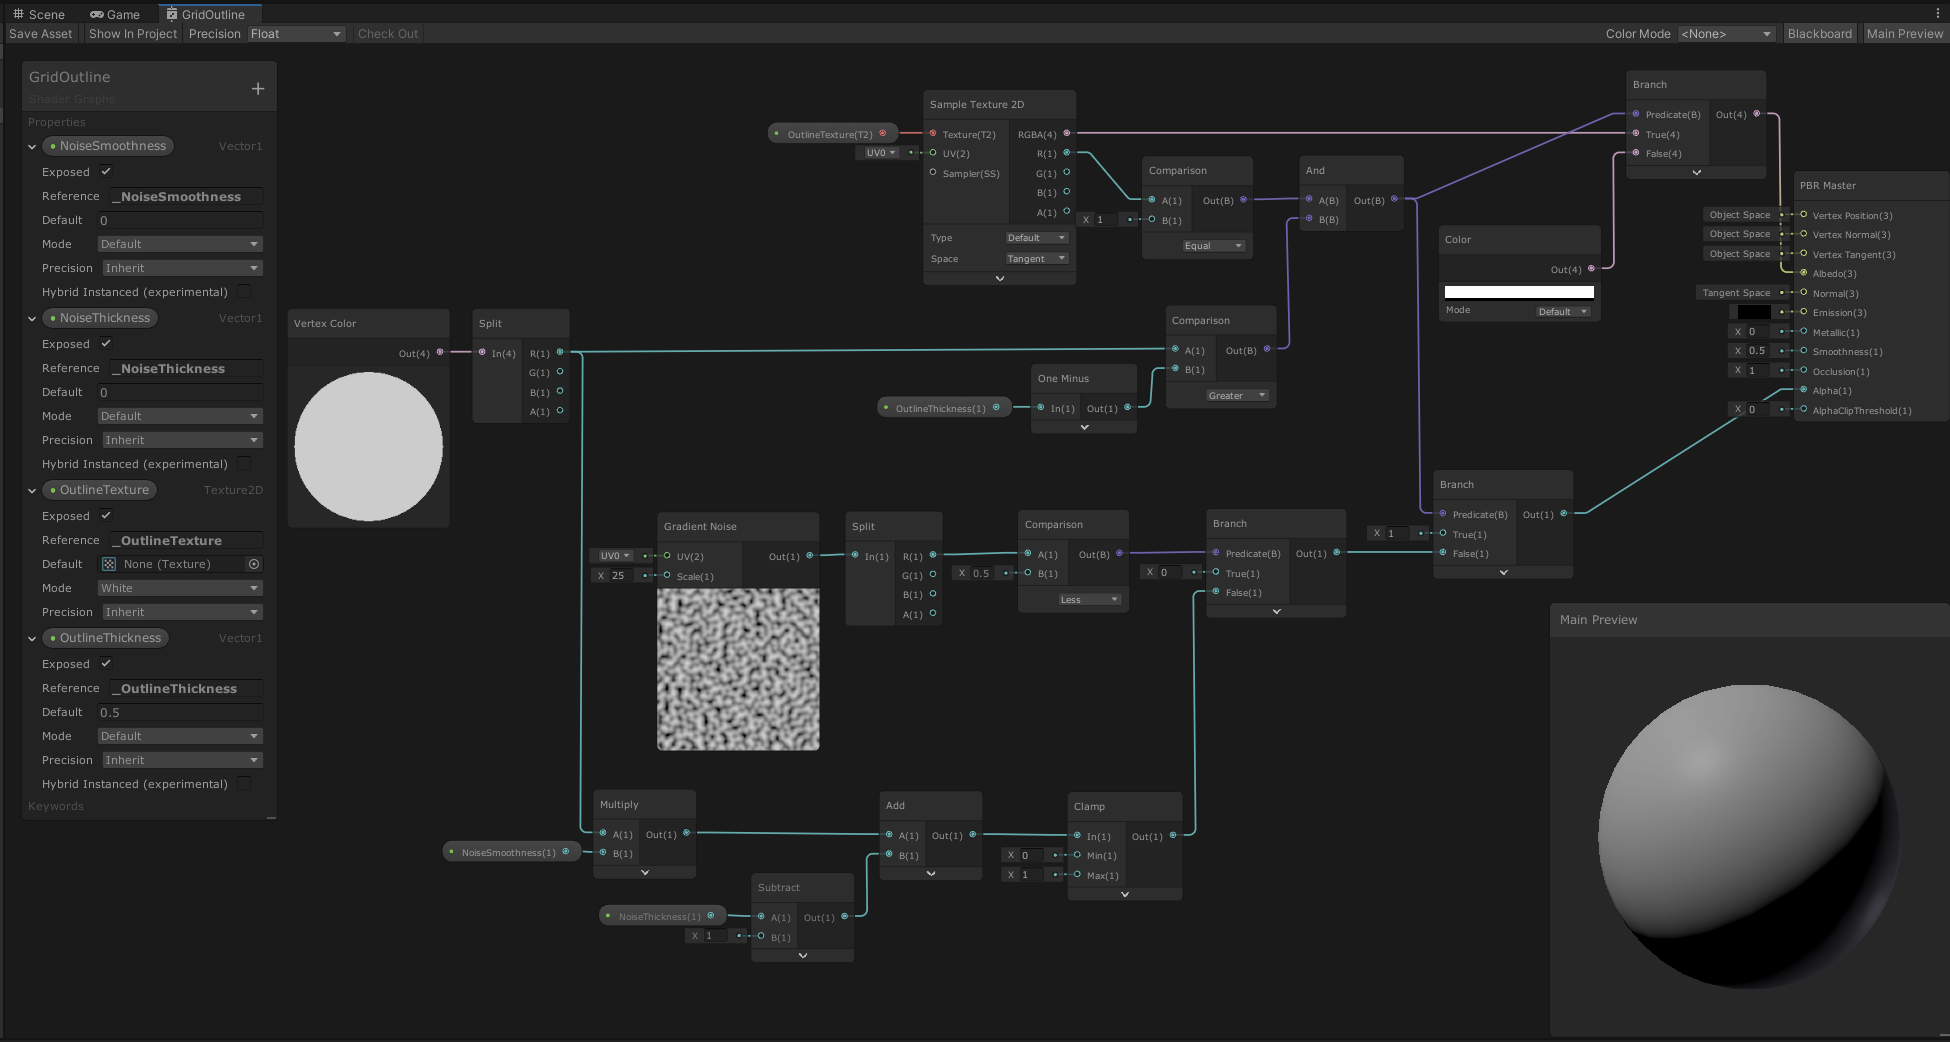 Scene Game GridOutline
Save Asset Show In Project Precision Float Check Out Color Mode <None> Blackboard Main Preview
GridOutline
Shader Graphs
Properties
NoiseSmoothness Vector1
Exposed
Reference _NoiseSmoothness
Default 0
Mode Default
Precision Inherit
Hybrid Instanced (experimental)
NoiseThickness Vector1
Exposed
Reference _NoiseThickness
Default 0
Mode Default
Precision Inherit
Hybrid Instanced (experimental)
OutlineTexture Texture2D
Exposed
Reference _OutlineTexture
Default None (Texture)
Mode White
Precision Inherit
OutlineThickness Vector1
Exposed
Reference _OutlineThickness
Default 0.5
Mode Default
Precision Inherit
Hybrid Instanced (experimental)
Keywords
Vertex Color
Out(4)
Split
In(4) R(1)
G(1)
B(1)
A(1)
OutlineTexture(T2)
UV0
Sample Texture 2D
Texture(T2) RGBA(4)
UV(2) R(1)
Sampler(SS) G(1)
B(1)
A(1)
Type Default
Space Tangent
X 1
Comparison
A(1) Out(B)
B(1)
Equal
And
A(B) Out(B)
B(B)
OutlineThickness(1)
One Minus
In(1) Out(1)
Comparison
A(1) Out(B)
B(1)
Greater
Color
Out(4)
Mode Default
Branch
Predicate(B) Out(4)
True(4)
False(4)
PBR Master
Object Space Vertex Position(3)
Object Space Vertex Normal(3)
Object Space Vertex Tangent(3)
Albedo(3)
Tangent Space Normal(3)
Emission(3)
X 0 Metallic(1)
X 0.5 Smoothness(1)
X 1 Occlusion(1)
Alpha(1)
X 0 AlphaClipThreshold(1)
Gradient Noise
UV0 UV(2) Out(1)
X 25 Scale(1)
Split
In(1) R(1)
G(1)
B(1)
A(1)
X 0.5
Comparison
A(1) Out(B)
B(1)
Less
X 0
Branch
Predicate(B) Out(1)
True(1)
False(1)
X 1
Branch
Predicate(B) Out(1)
True(1)
False(1)
NoiseSmoothness(1)
Multiply
A(1) Out(1)
B(1)
NoiseThickness(1)
X 1
Subtract
A(1) Out(1)
B(1)
Add
A(1) Out(1)
B(1)
Clamp
In(1) Out(1)
X 0 Min(1)
X 1 Max(1)
Main Preview